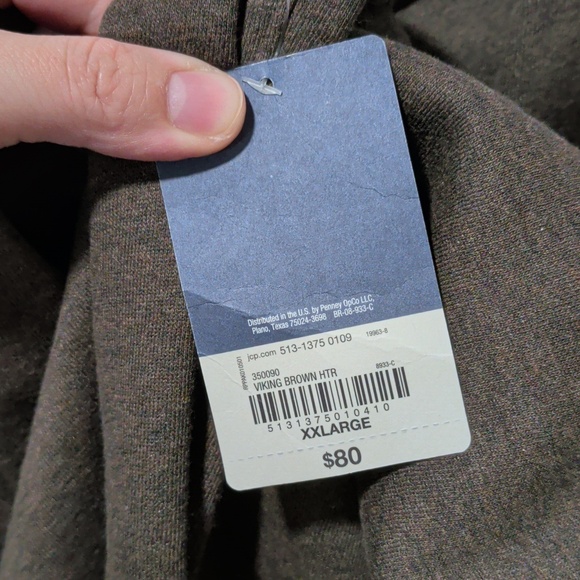 Distributed in the U.S. by Penney OpCo LLC,
Plano, Texas 75024-3698 BR-08-933-C
jcp.com 513-1375 0109 19963-8
350090 8933-C
VIKING BROWN HTR
5131375010410
XXLARGE
$80